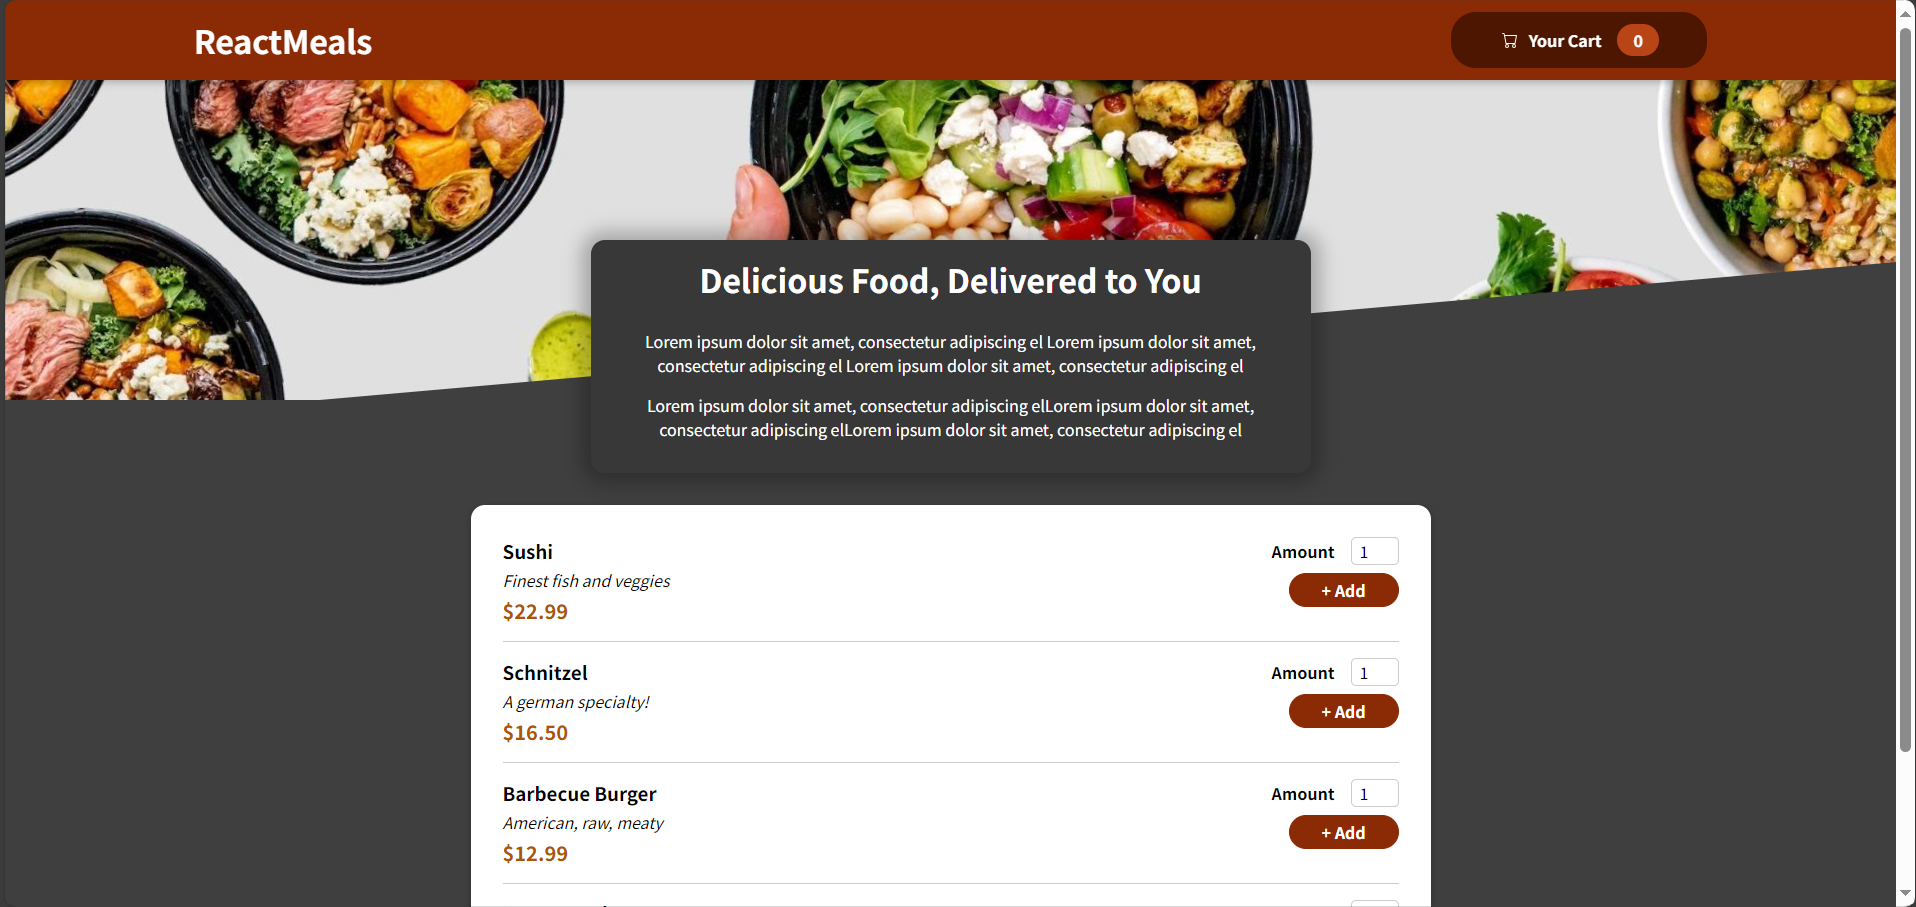 ReactMeals
Your Cart 0
Delicious Food, Delivered to You
Lorem ipsum dolor sit amet, consectetur adipiscing el Lorem ipsum dolor sit amet,
consectetur adipiscing el Lorem ipsum dolor sit amet, consectetur adipiscing el
Lorem ipsum dolor sit amet, consectetur adipiscing elLorem ipsum dolor sit amet,
consectetur adipiscing elLorem ipsum dolor sit amet, consectetur adipiscing el
Sushi
Finest fish and veggies
$22.99
Amount 1
+ Add
Schnitzel
A german specialty!
$16.50
Amount 1
+ Add
Barbecue Burger
American, raw, meaty
$12.99
Amount 1
+ Add